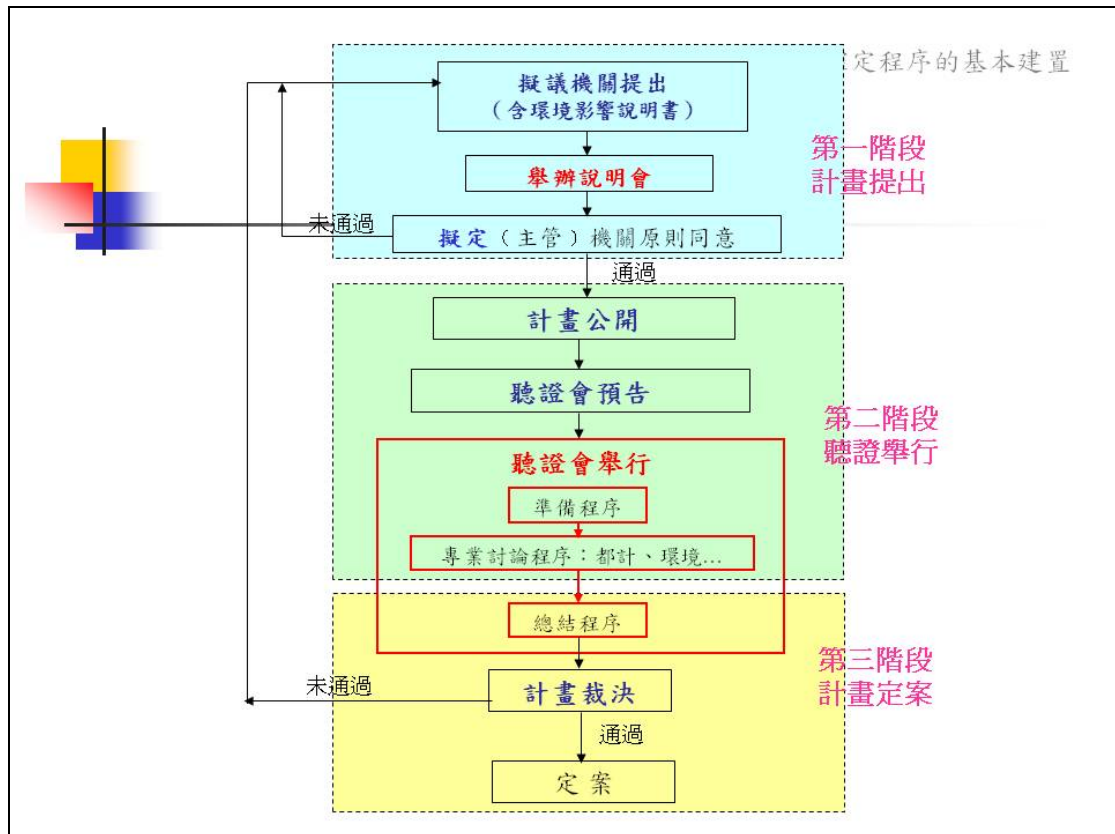 定程序的基本建置
擬議機關提出
（含環境影響說明書）
第一階段
計畫提出
舉辦說明會
未通過
擬定（主管）機關原則同意
通過
計畫公開
聽證會預告
第二階段
聽證舉行
聽證會舉行
準備程序
專業討論程序：都計、環境...
總結程序
第三階段
計畫定案
未通過
計畫裁決
通過
定 案